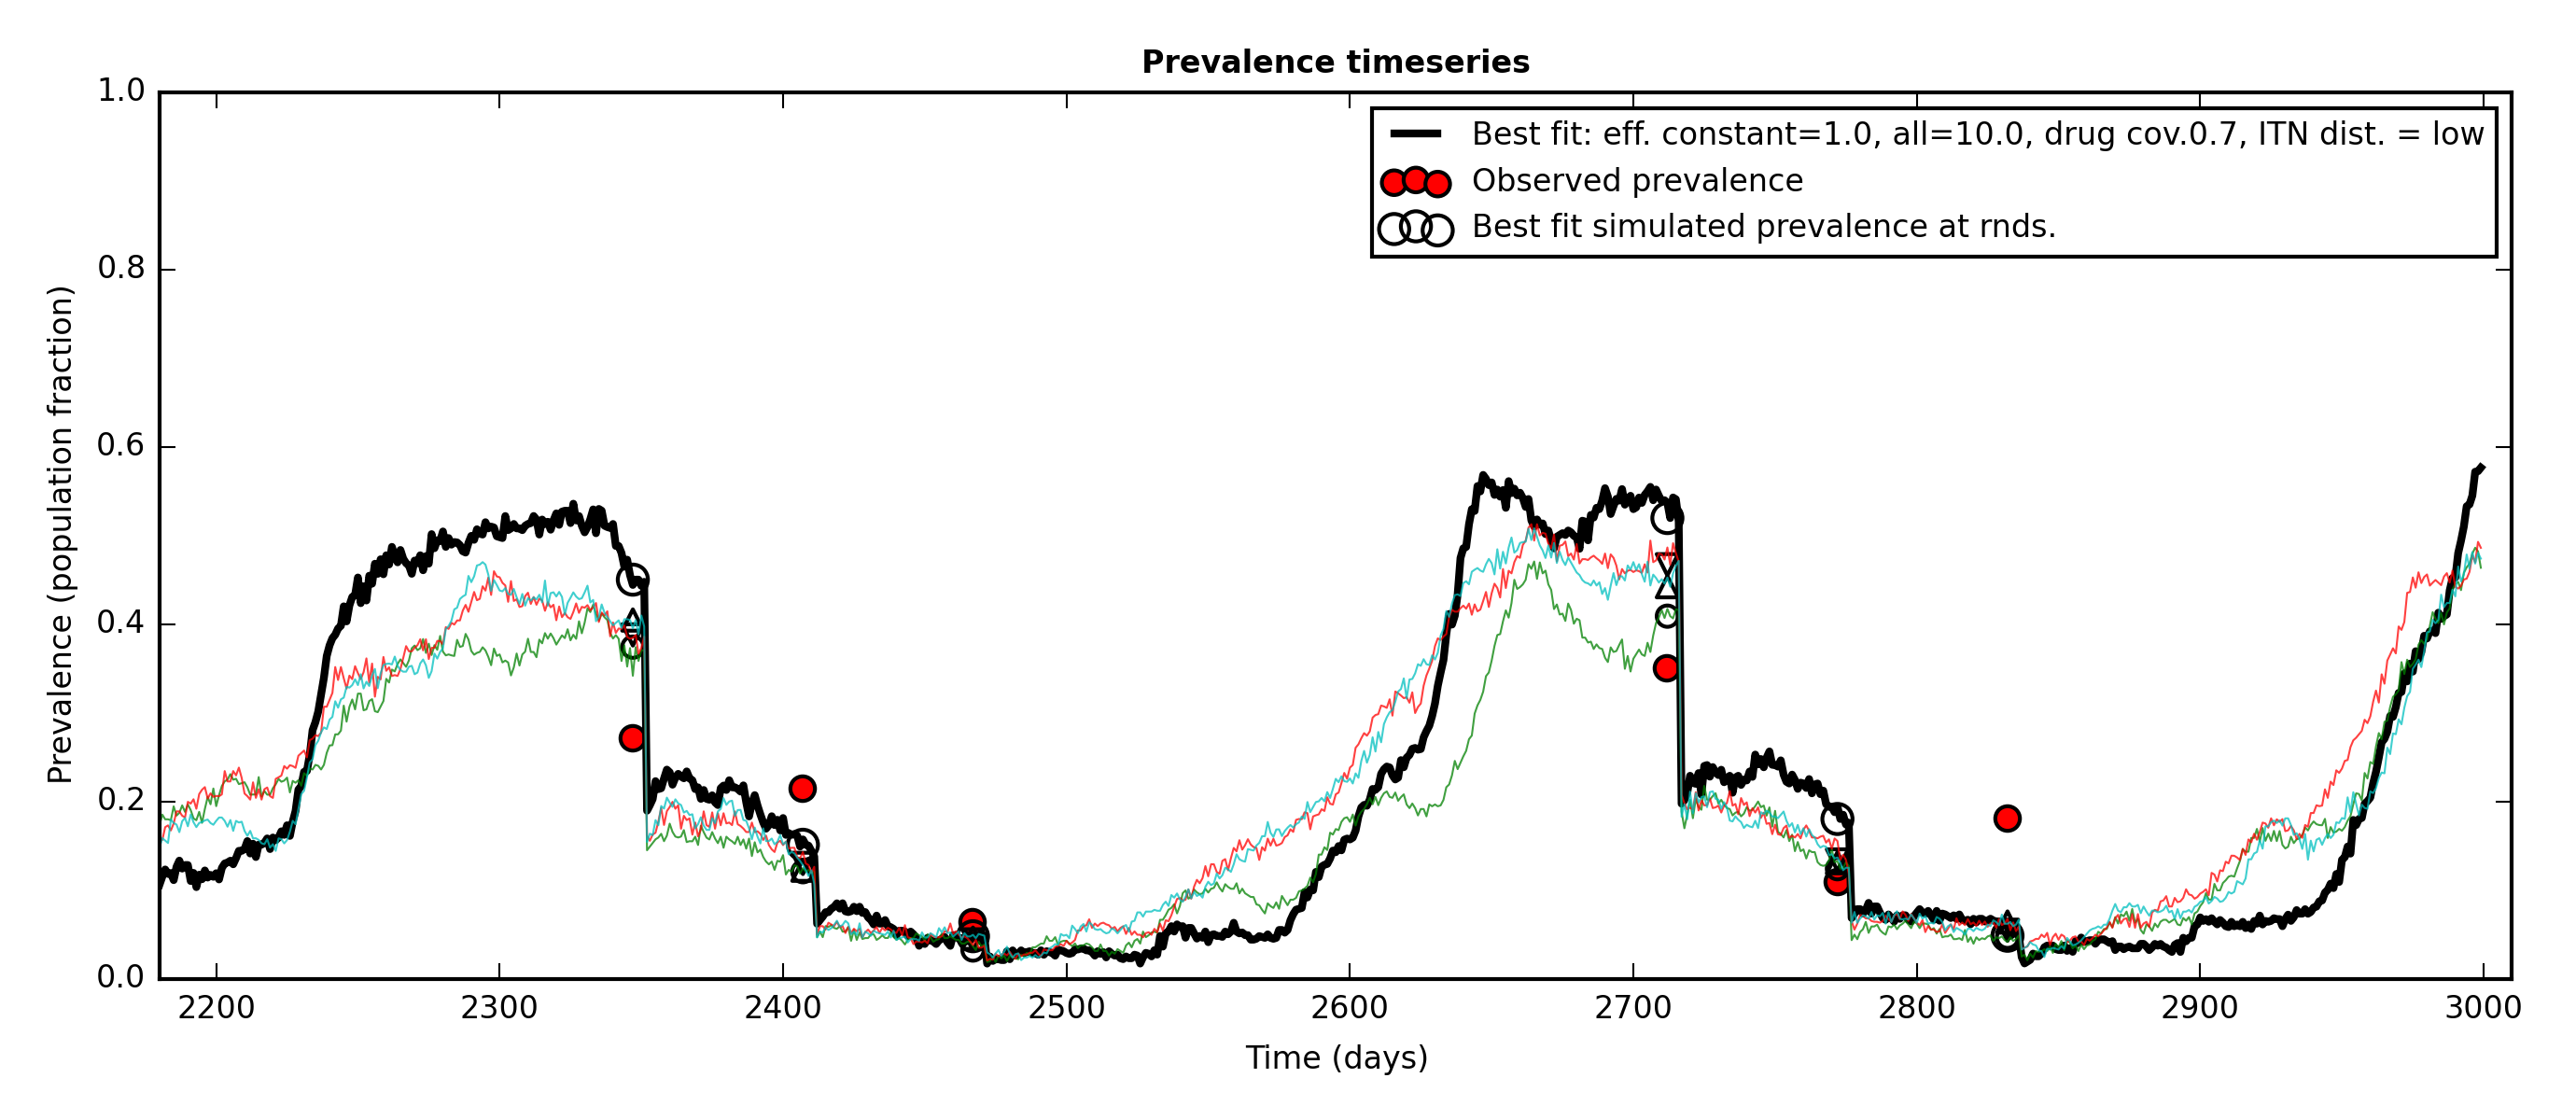 Prevalence timeseries
1.0
0.8
0.6
0.4
0.2
0.0
Prevalence (population fraction)
Best fit: eff. constant=1.0, all=10.0, drug cov.0.7, ITN dist. = low
Observed prevalence
Best fit simulated prevalence at rnds.
2200 2300 2400 2500 2600 2700 2800 2900 3000
Time (days)